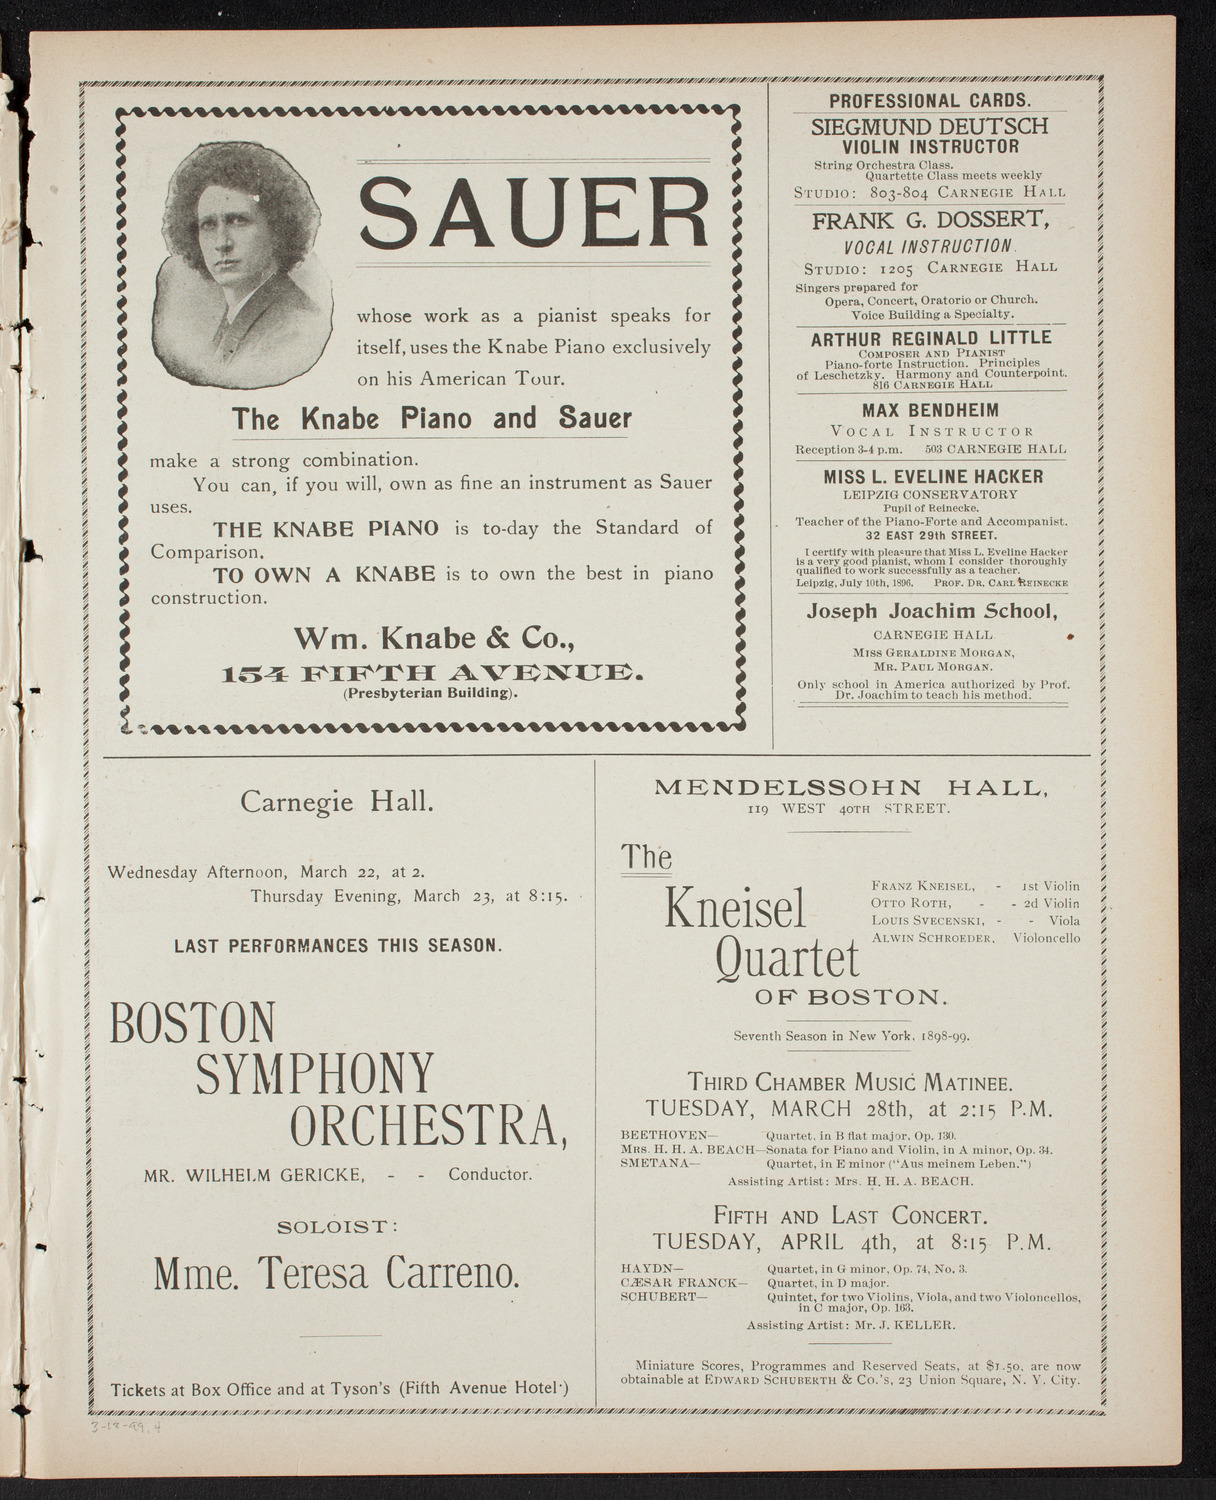 SAUER
whose work as a pianist speaks for
itself, uses the Knabe Piano exclusively
on his American Tour.
The Knabe Piano and Sauer
make a strong combination.
You can, if you will, own as fine an instrument as Sauer
uses.
THE KNABE PIANO is to-day the Standard of
Comparison.
TO OWN A KNABE is to own the best in piano
construction.
Wm. Knabe & Co.,
154 FIFTH AVENUE.
(Presbyterian Building).
PROFESSIONAL CARDS.
SIEGMUND DEUTSCH
VIOLIN INSTRUCTOR
String Orchestra Class.
Quartette Class meets weekly
STUDIO: 803-804 CARNEGIE HALL
FRANK G. DOSSERT,
VOCAL INSTRUCTION.
STUDIO: 1205 CARNEGIE HALL
Singers prepared for
Opera, Concert, Oratorio or Church.
Voice Building a Specialty.
ARTHUR REGINALD LITTLE
COMPOSER AND PIANIST
Piano-forte Instruction. Principles
of Leschetzky. Harmony and Counterpoint.
816 CARNEGIE HALL
MAX BENDHEIM
VOCAL INSTRUCTOR
Reception 3-4 p.m. 503 CARNEGIE HALL
MISS L. EVELINE HACKER
LEIPZIG CONSERVATORY
Pupil of Reinecke.
Teacher of the Piano-Forte and Accompanist.
32 EAST 29th STREET.
I certify with pleasure that Miss L. Eveline Hacker
is a very good pianist, whom I consider thoroughly
qualified to work successfully as a teacher.
Leipzig, July 10th, 1896. PROF. DR. CARL REINECKE
Joseph Joachim School,
CARNEGIE HALL
MISS GERALDINE MORGAN,
MR. PAUL MORGAN.
Only school in America authorized by Prof.
Dr. Joachim to teach his method.
Carnegie Hall.
Wednesday Afternoon, March 22, at 2.
Thursday Evening, March 23, at 8:15.
LAST PERFORMANCES THIS SEASON.
BOSTON
SYMPHONY
ORCHESTRA,
MR. WILHELM GERICKE, - - Conductor.
SOLOIST:
Mme. Teresa Carreno.
Tickets at Box Office and at Tyson's (Fifth Avenue Hotel)
MENDELSSOHN HALL,
119 WEST 40TH STREET.
The
Kneisel
Quartet
OF BOSTON.
FRANZ KNEISEL, - 1st Violin
OTTO ROTH, - - 2d Violin
LOUIS SVECENSKI, - - Viola
ALWIN SCHROEDER, Violoncello
Seventh Season in New York, 1898-99.
THIRD CHAMBER MUSIC MATINEE.
TUESDAY, MARCH 28th, at 2:15 P.M.
BEETHOVEN— Quartet, in B flat major, Op. 130.
MRS. H. H. A. BEACH—Sonata for Piano and Violin, in A minor, Op. 34.
SMETANA— Quartet, in E minor ("Aus meinem Leben.")
Assisting Artist: Mrs. H. H. A. BEACH.
FIFTH AND LAST CONCERT.
TUESDAY, APRIL 4th, at 8:15 P.M.
HAYDN— Quartet, in G minor, Op. 74, No. 3.
CÆSAR FRANCK— Quartet, in D major.
SCHUBERT— Quintet, for two Violins, Viola, and two Violoncellos,
in C major, Op. 163.
Assisting Artist: Mr. J. KELLER.
Miniature Scores, Programmes and Reserved Seats, at $1.50, are now
obtainable at EDWARD SCHUBERTH & CO.'S, 23 Union Square, N. Y. City.
3-18-99.4